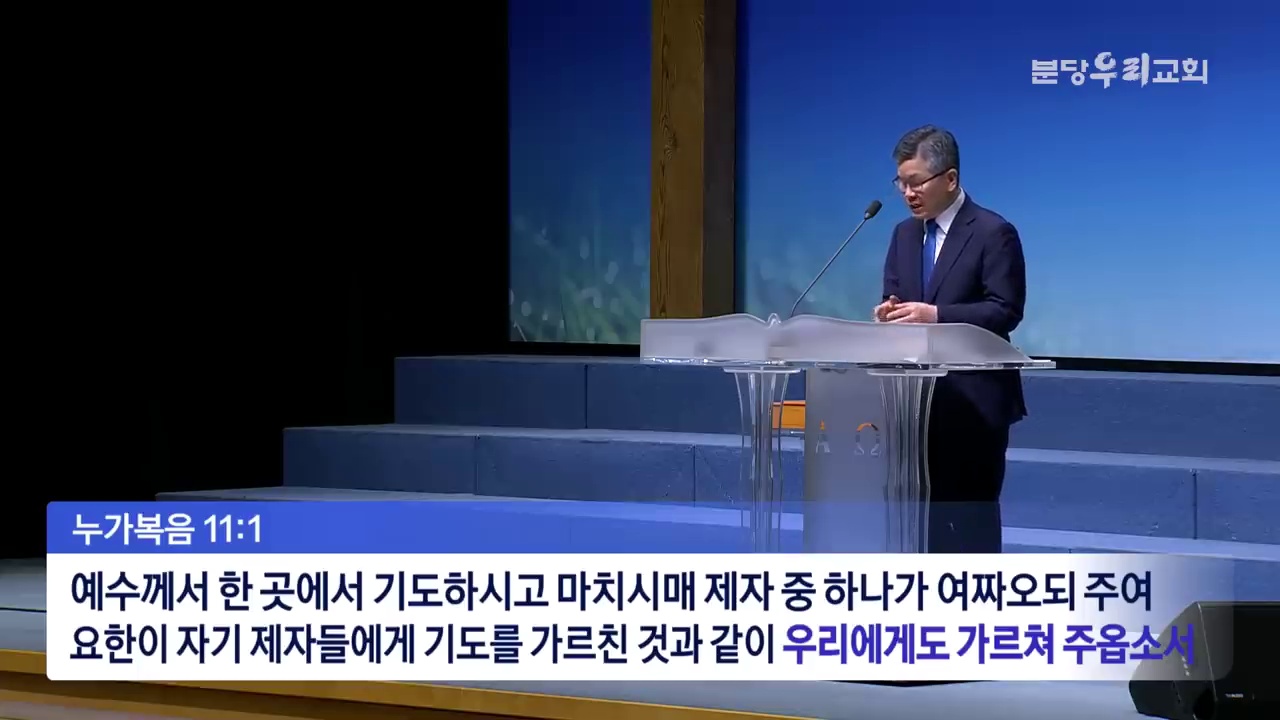 분당우리교회
Α Ω
누가복음 11:1
예수께서 한 곳에서 기도하시고 마치시매 제자 중 하나가 여짜오되 주여
요한이 자기 제자들에게 기도를 가르친 것과 같이 우리에게도 가르쳐 주옵소서